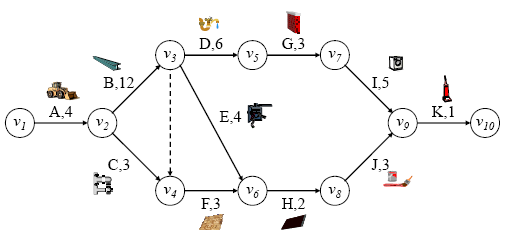 D,6
G,3
v3
v5
v7
B,12
I,5
A,4
E,4
K,1
v1
v2
v9
v10
C,3
J,3
v4
F,3
v6
H,2
v8